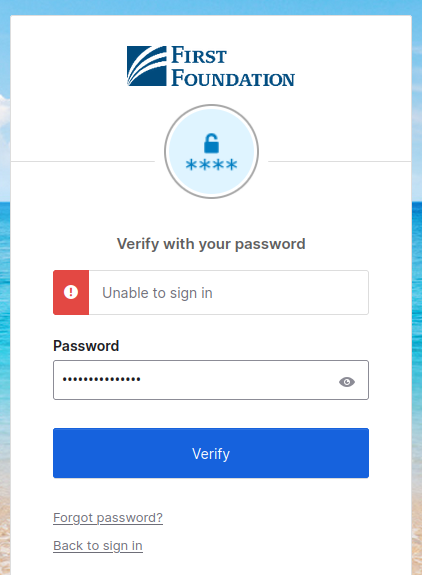 FIRST
FOUNDATION
****
Verify with your password
Unable to sign in
Password
•••••••••••••••
Verify
Forgot password?
Back to sign in